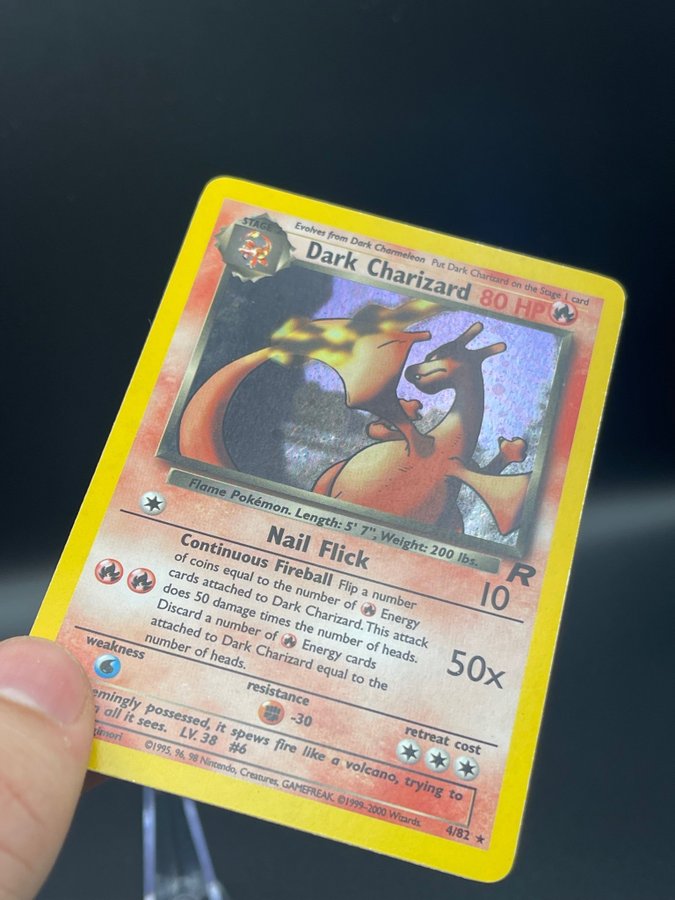 STAGE
Evolves from Dark Charmeleon Put Dark Charizard on the Stage 1 card
Dark Charizard 80 HP
Flame Pokémon. Length: 5' 7", Weight: 200 lbs.
R
Nail Flick 10
Continuous Fireball Flip a number
of coins equal to the number of Energy
cards attached to Dark Charizard. This attack
does 50 damage times the number of heads.
Discard a number of Energy cards
attached to Dark Charizard equal to the
number of heads.
50x
weakness
resistance
-30
retreat cost
emingly possessed, it spews fire like a volcano, trying to
all it sees. LV. 38 #6
©1995, 96, 98 Nintendo, Creatures, GAMEFREAK. ©1999-2000 Wizards.
4/82 ★